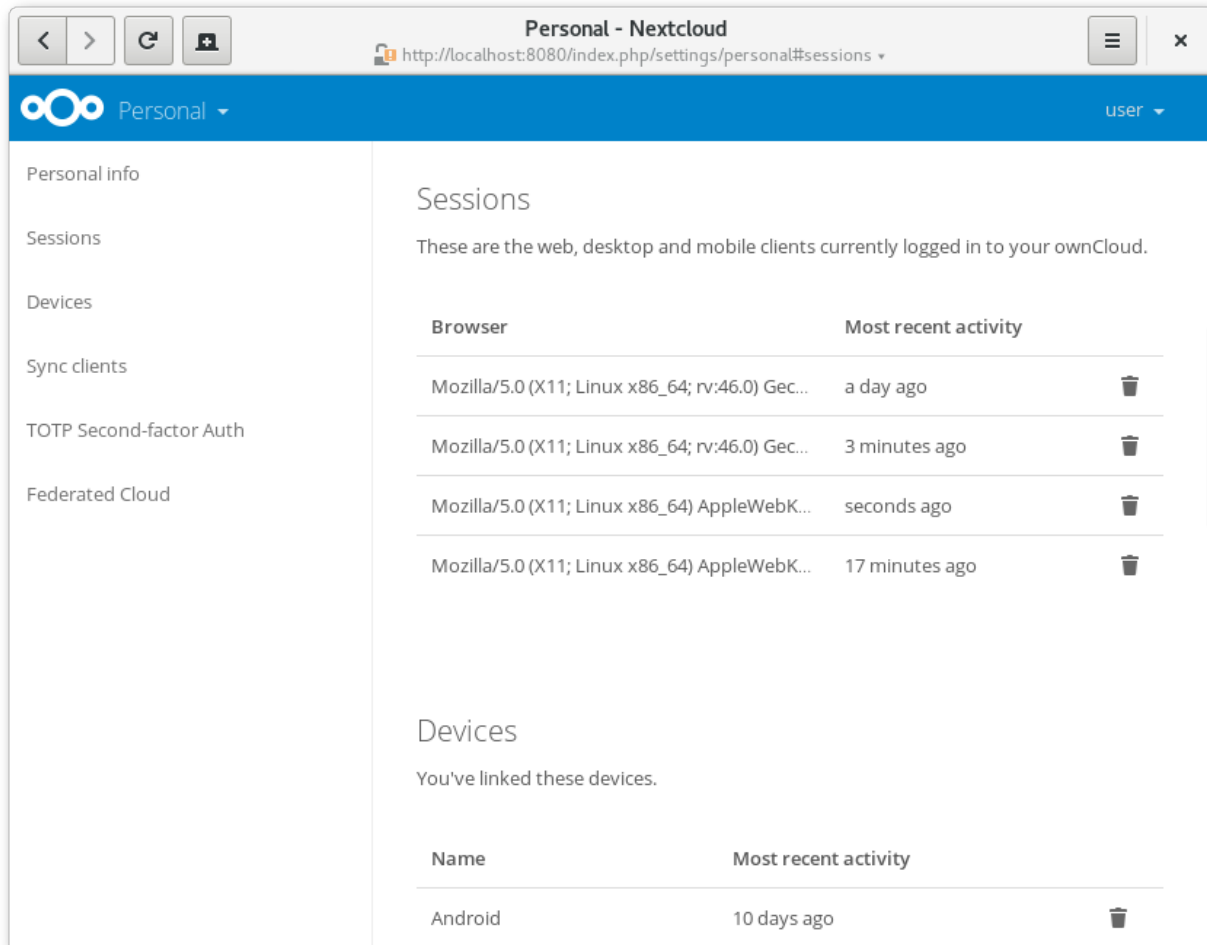 Personal - Nextcloud
http://localhost:8080/index.php/settings/personal#sessions
Personal
user
Personal info
Sessions
Devices
Sync clients
TOTP Second-factor Auth
Federated Cloud
Sessions
These are the web, desktop and mobile clients currently logged in to your ownCloud.
Browser Most recent activity
Mozilla/5.0 (X11; Linux x86_64; rv:46.0) Gec... a day ago
Mozilla/5.0 (X11; Linux x86_64; rv:46.0) Gec... 3 minutes ago
Mozilla/5.0 (X11; Linux x86_64) AppleWebK... seconds ago
Mozilla/5.0 (X11; Linux x86_64) AppleWebK... 17 minutes ago
Devices
You've linked these devices.
Name Most recent activity
Android 10 days ago